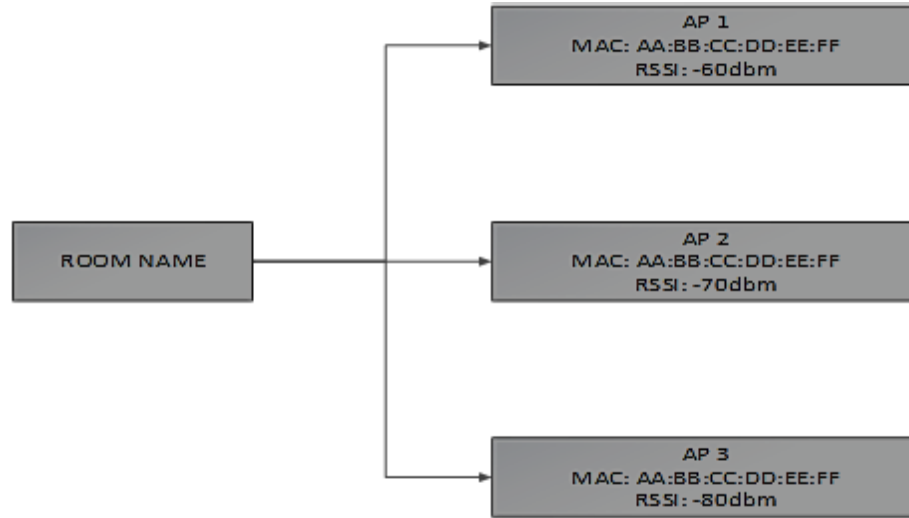 AP 1
MAC: AA:BB:CC:DD:EE:FF
RSSI: -60dbm
ROOM NAME
AP 2
MAC: AA:BB:CC:DD:EE:FF
RSSI: -70dbm
AP 3
MAC: AA:BB:CC:DD:EE:FF
RSSI: -80dbm